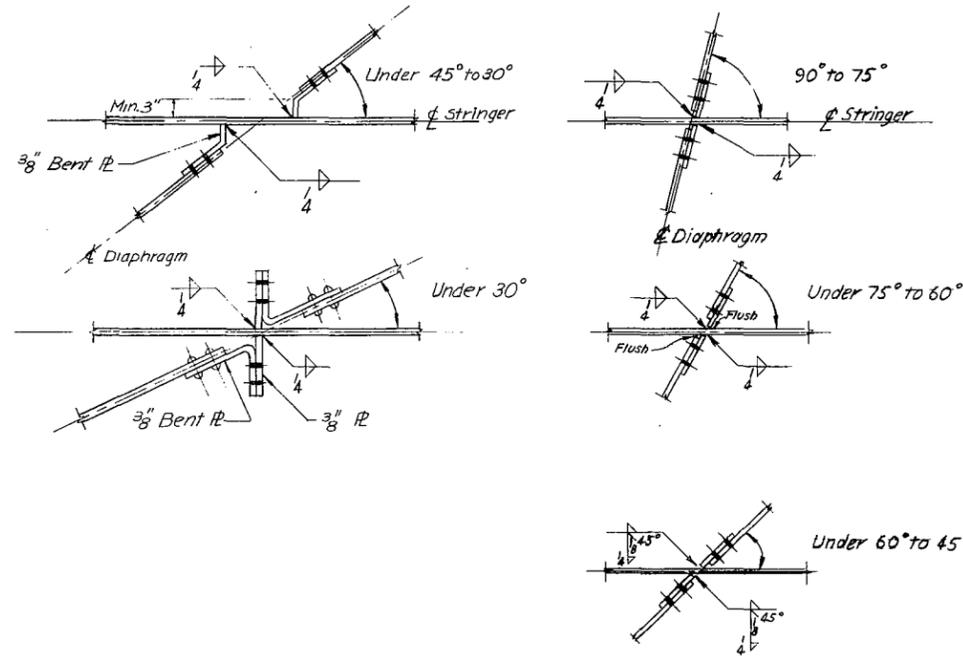 1/4
Under 45° to 30°
Min. 3"
℄ Stringer
3/8" Bent ℙL
1/4
℄ Diaphragm
90° to 75°
1/4
℄ Stringer
1/4
℄ Diaphragm
1/4
Under 30°
1/4
3/8" Bent ℙL
3/8" ℙL
1/4
Under 75° to 60°
Flush
Flush
1/4
45°
1/8
1/4
Under 60° to 45
45°
1/8
1/4